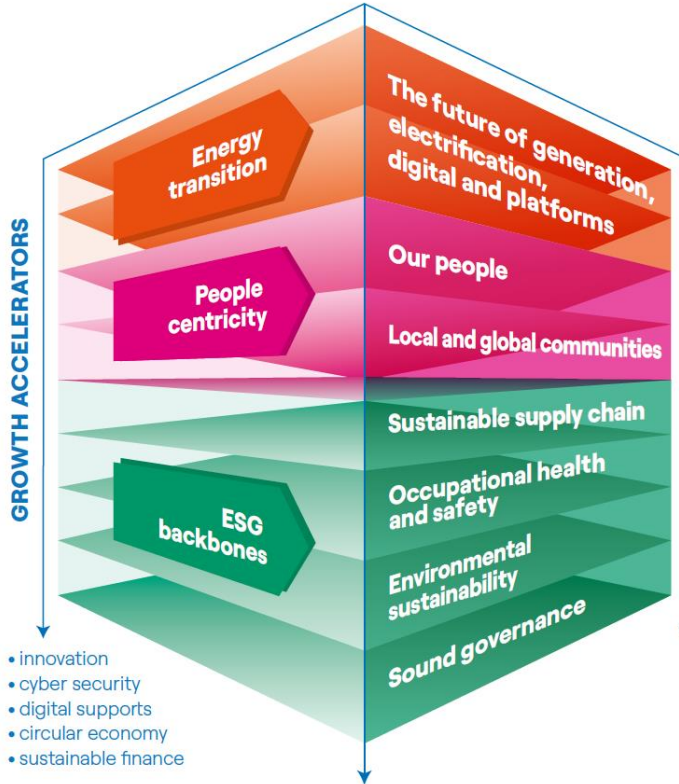 GROWTH ACCELERATORS
Energy
transition
The future of generation,
electrification,
digital and platforms
People
centricity
Our people
Local and global communities
ESG
backbones
Sustainable supply chain
Occupational health
and safety
Environmental
sustainability
Sound governance
• innovation
• cyber security
• digital supports
• circular economy
• sustainable finance